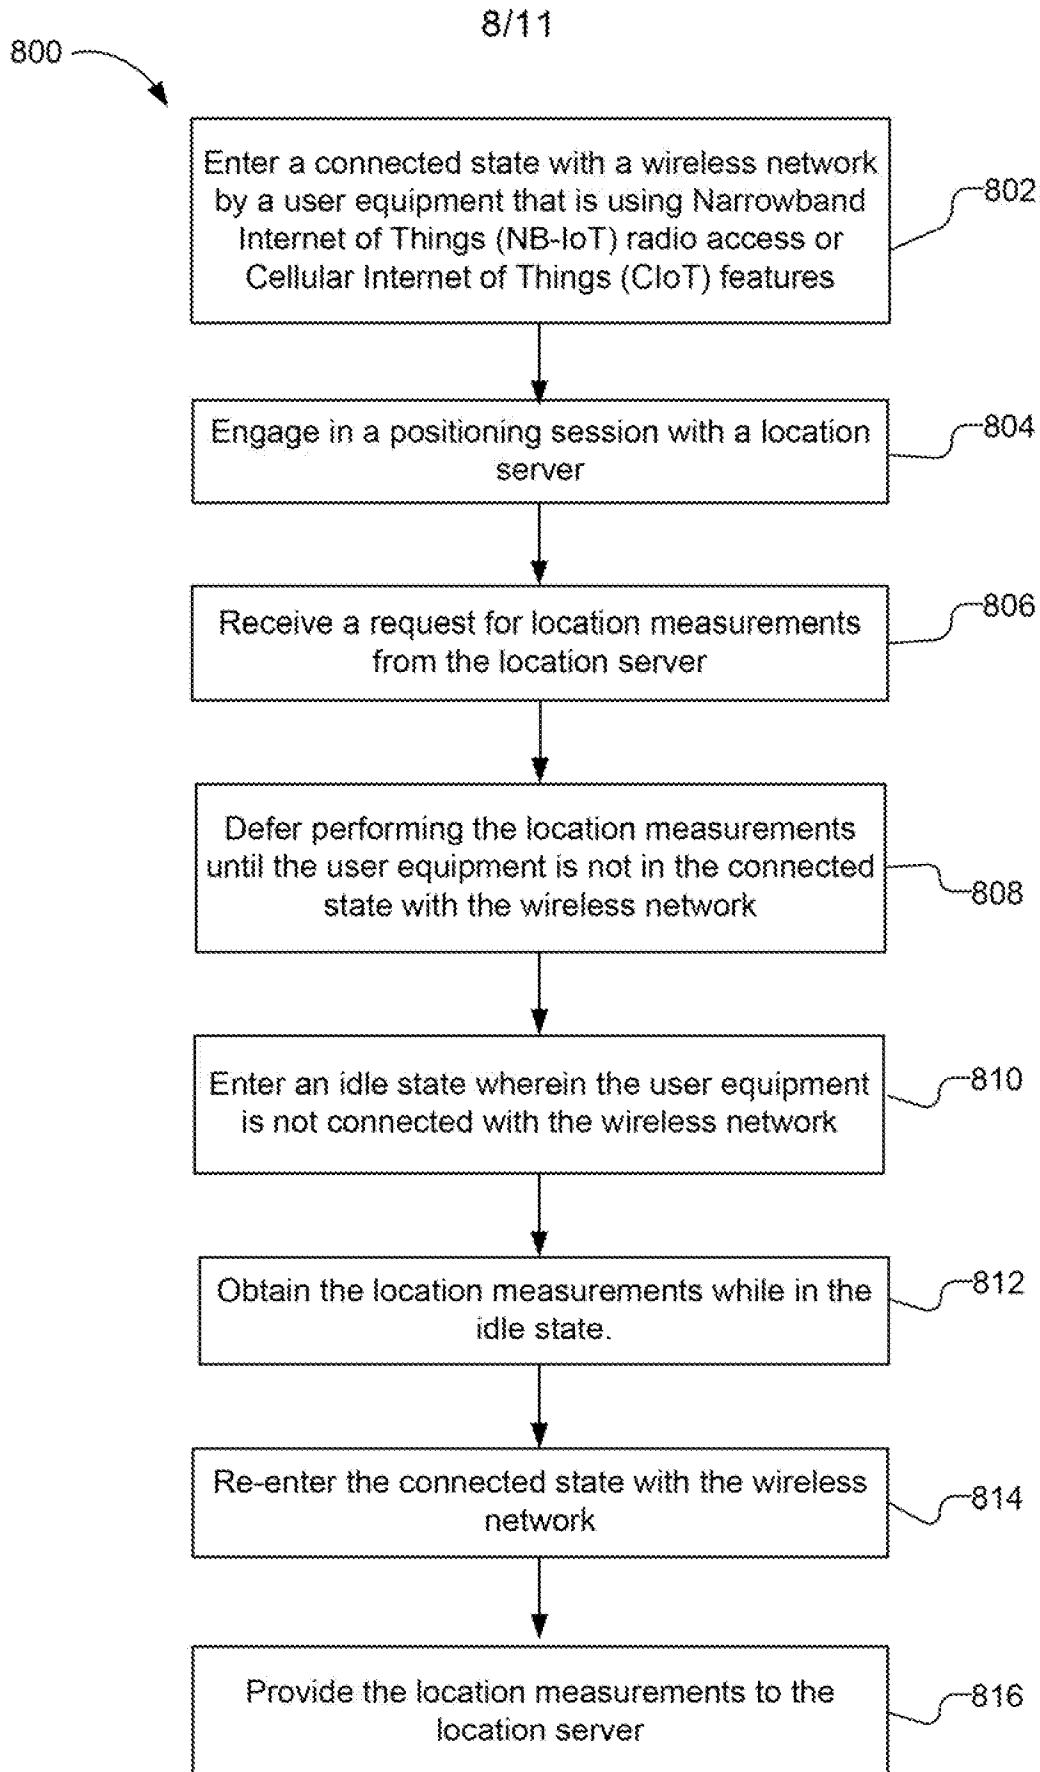 8/11
800
Enter a connected state with a wireless network
by a user equipment that is using Narrowband
Internet of Things (NB-IoT) radio access or
Cellular Internet of Things (CIoT) features
802
Engage in a positioning session with a location
server
804
Receive a request for location measurements
from the location server
806
Defer performing the location measurements
until the user equipment is not in the connected
state with the wireless network
808
Enter an idle state wherein the user equipment
is not connected with the wireless network
810
Obtain the location measurements while in the
idle state.
812
Re-enter the connected state with the wireless
network
814
Provide the location measurements to the
location server
816